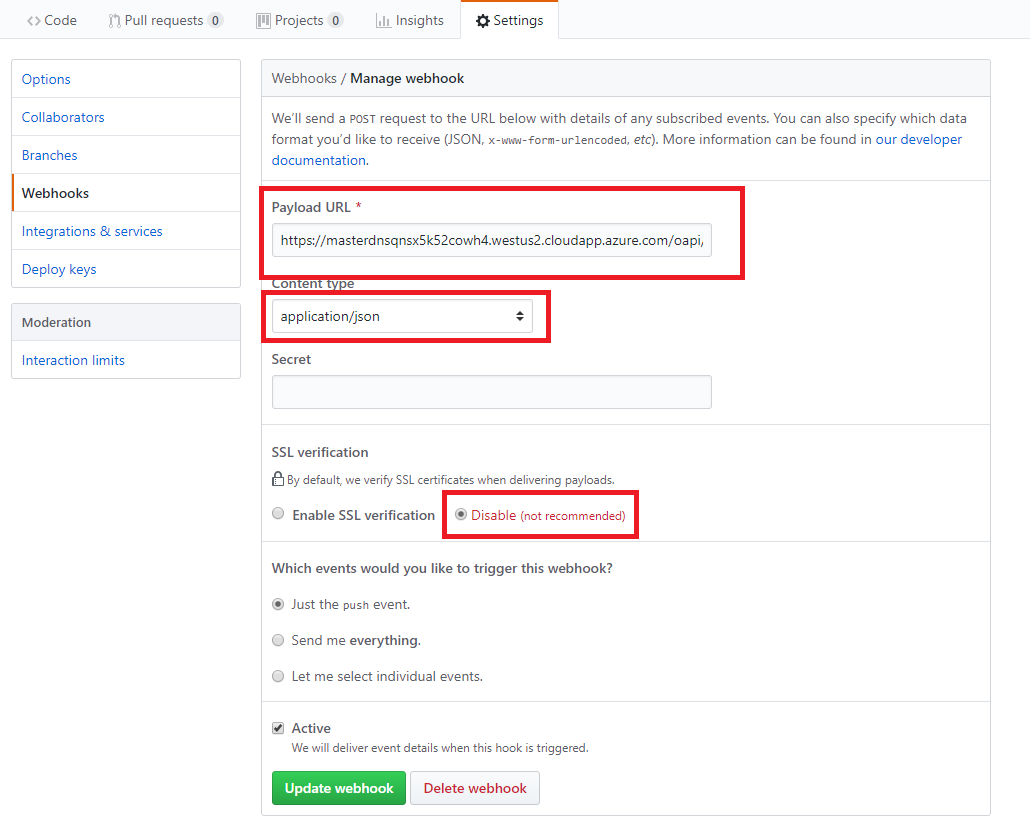 Code Pull requests 0 Projects 0 Insights Settings
Options
Collaborators
Branches
Webhooks
Integrations & services
Deploy keys
Moderation
Interaction limits
Webhooks / Manage webhook
We’ll send a POST request to the URL below with details of any subscribed events. You can also specify which data
format you’d like to receive (JSON, x-www-form-urlencoded, etc). More information can be found in our developer
documentation.
Payload URL *
https://masterdnsqnsx5k52cowh4.westus2.cloudapp.azure.com/oapi/
Content type
application/json
Secret
SSL verification
By default, we verify SSL certificates when delivering payloads.
Enable SSL verification Disable (not recommended)
Which events would you like to trigger this webhook?
Just the push event.
Send me everything.
Let me select individual events.
Active
We will deliver event details when this hook is triggered.
Update webhook Delete webhook